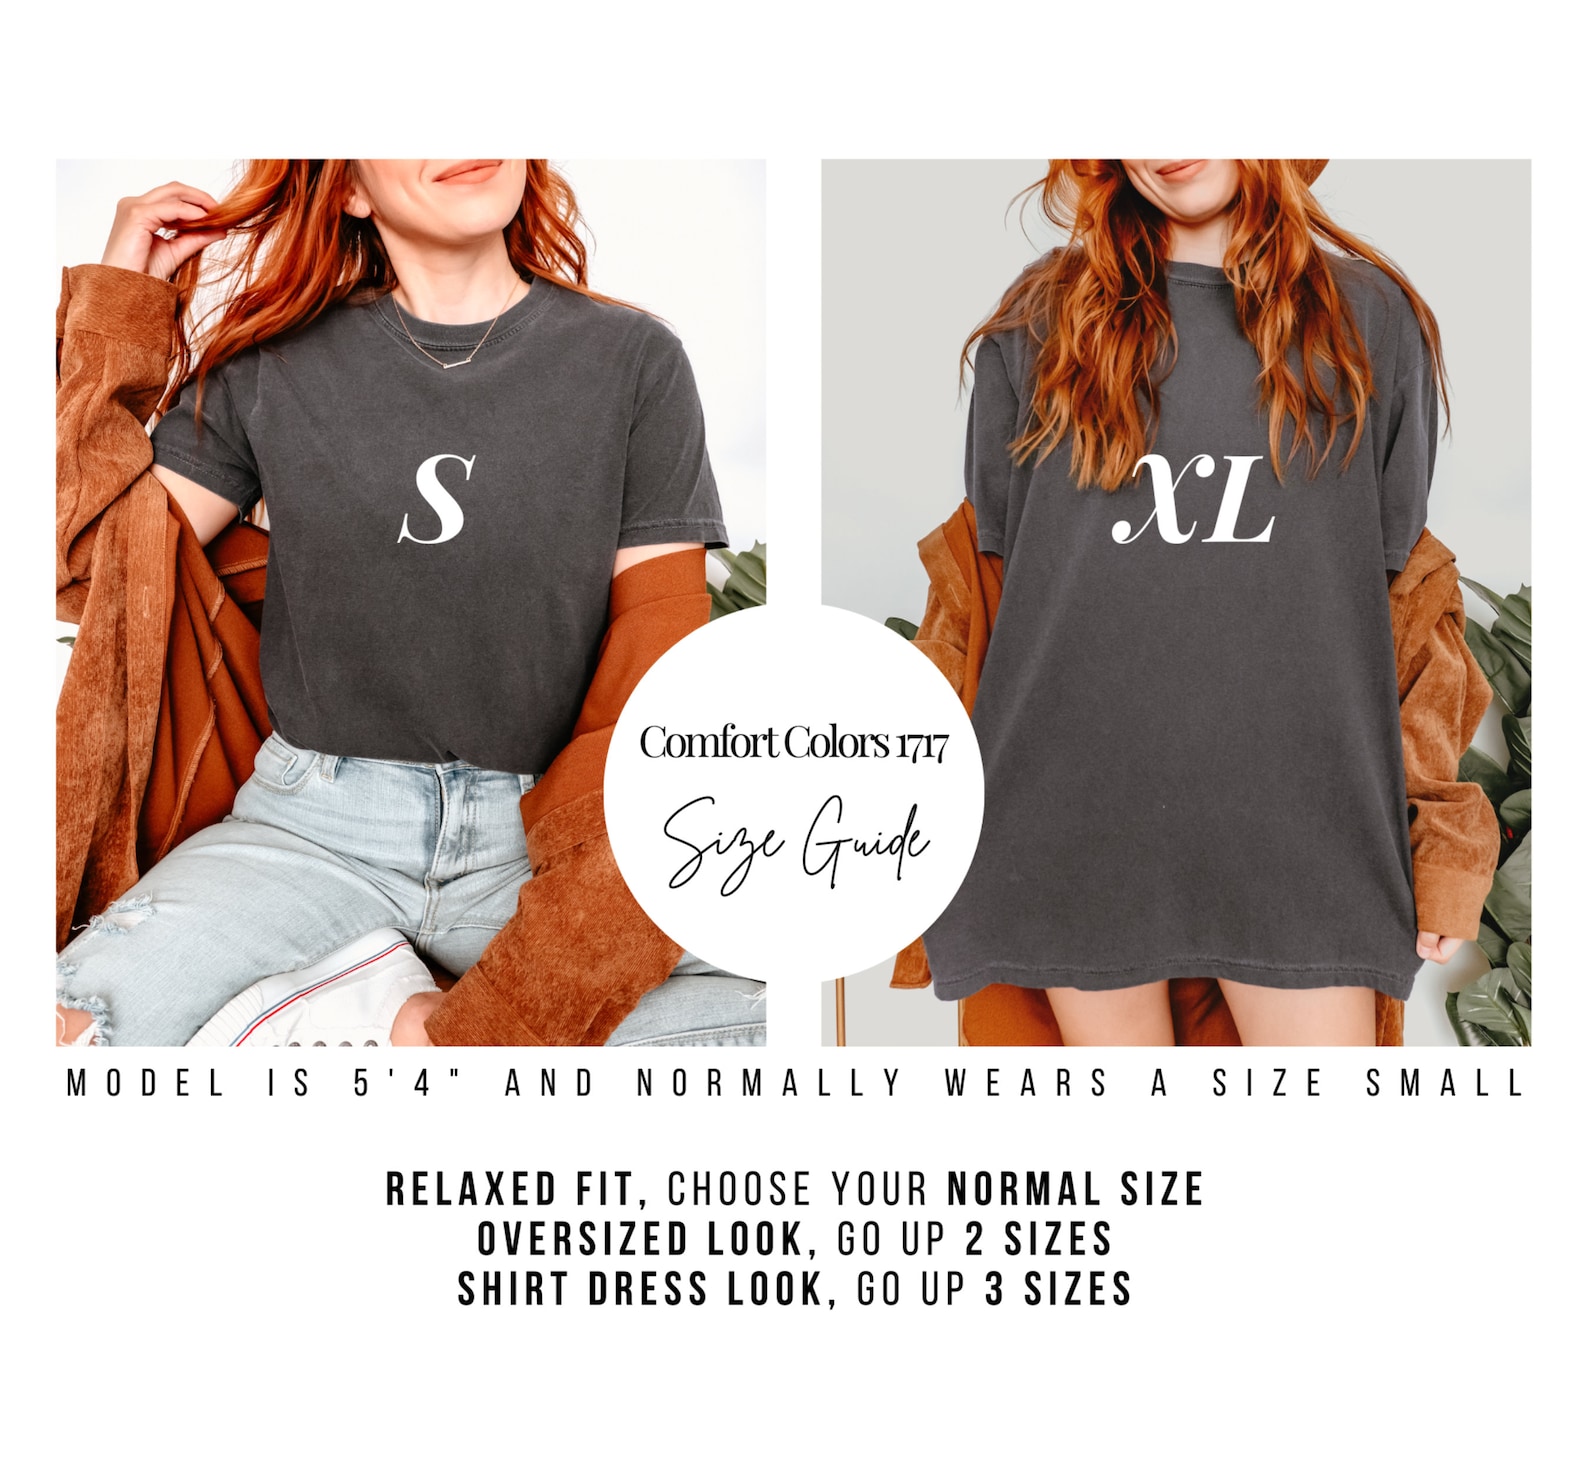 S
XL
Comfort Colors 1717
Size Guide
MODEL IS 5'4" AND NORMALLY WEARS A SIZE SMALL
RELAXED FIT, CHOOSE YOUR NORMAL SIZE
OVERSIZED LOOK, GO UP 2 SIZES
SHIRT DRESS LOOK, GO UP 3 SIZES